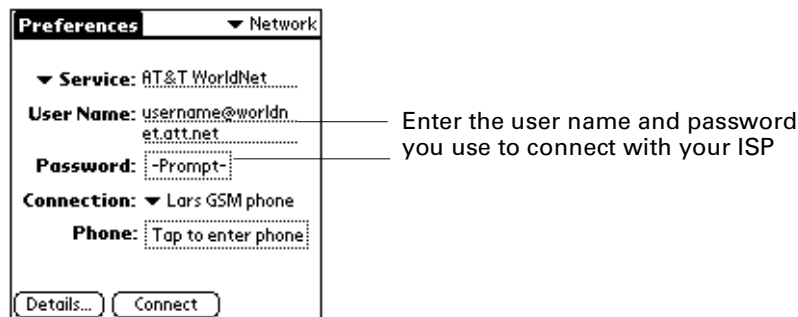 Preferences
Network
Service: AT&T WorldNet
User Name: username@worldn
et.att.net
Enter the user name and password
you use to connect with your ISP
Password: -Prompt-
Connection: Lars GSM phone
Phone: Tap to enter phone
Details... Connect